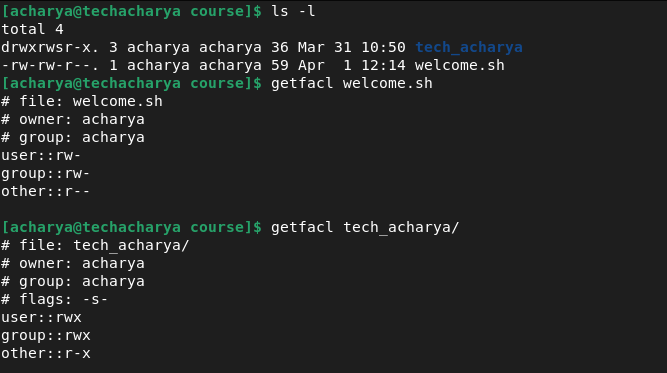 [acharya@techacharya course]$ ls -l
total 4
drwxrwsr-x. 3 acharya acharya 36 Mar 31 10:50 tech_acharya
-rw-rw-r--. 1 acharya acharya 59 Apr  1 12:14 welcome.sh
[acharya@techacharya course]$ getfacl welcome.sh
# file: welcome.sh
# owner: acharya
# group: acharya
user::rw-
group::rw-
other::r--

[acharya@techacharya course]$ getfacl tech_acharya/
# file: tech_acharya/
# owner: acharya
# group: acharya
# flags: -s-
user::rwx
group::rwx
other::r-x